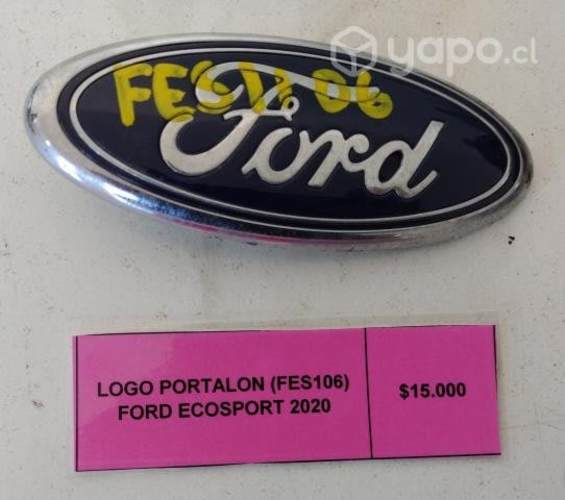 yapo.cl
FES106
Ford
LOGO PORTALON (FES106)
FORD ECOSPORT 2020
$15.000